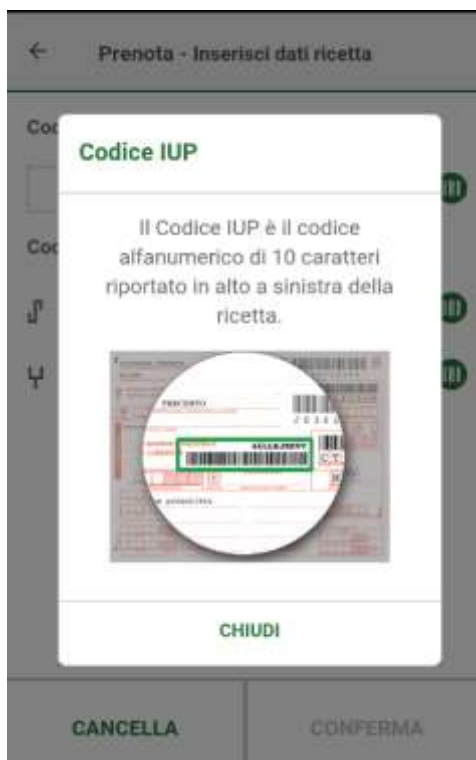 Prenota - Inserisci dati ricetta
Codice IUP
Il Codice IUP è il codice
alfanumerico di 10 caratteri
riportato in alto a sinistra della
ricetta.
CHIUDI
CANCELLA
CONFERMA